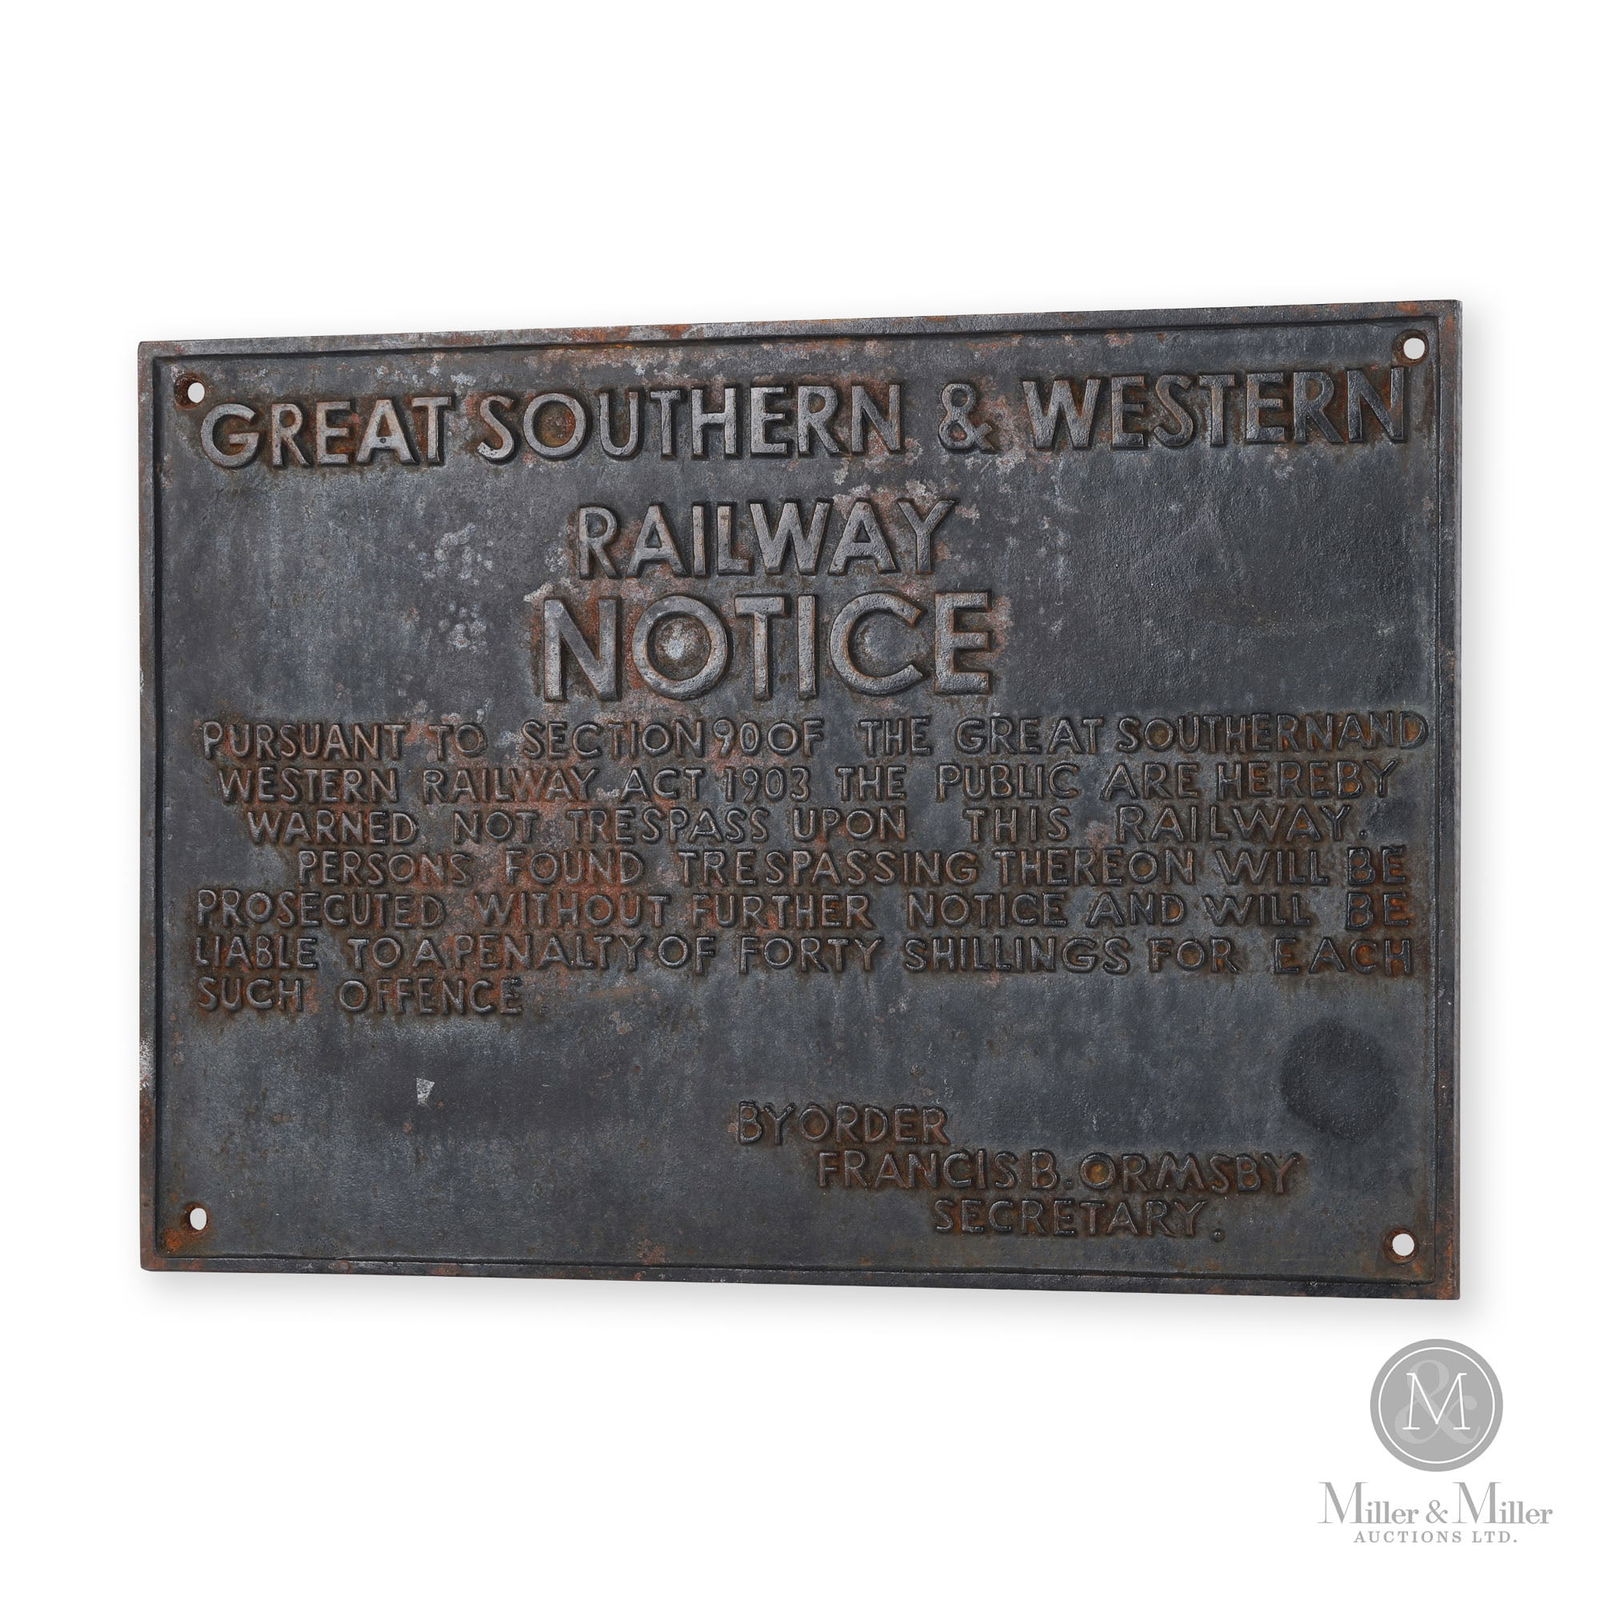 GREAT SOUTHERN & WESTERN
RAILWAY
NOTICE
PURSUANT TO SECTION 90 OF THE GREAT SOUTHERN AND
WESTERN RAILWAY ACT 1903 THE PUBLIC ARE HEREBY
WARNED NOT TRESPASS UPON THIS RAILWAY.
PERSONS FOUND TRESPASSING THEREON WILL BE
PROSECUTED WITHOUT FURTHER NOTICE AND WILL BE
LIABLE TO A PENALTY OF FORTY SHILLINGS FOR EACH
SUCH OFFENCE
BY ORDER
FRANCIS B. ORMSBY
SECRETARY.
M&
Miller & Miller
AUCTIONS LTD.